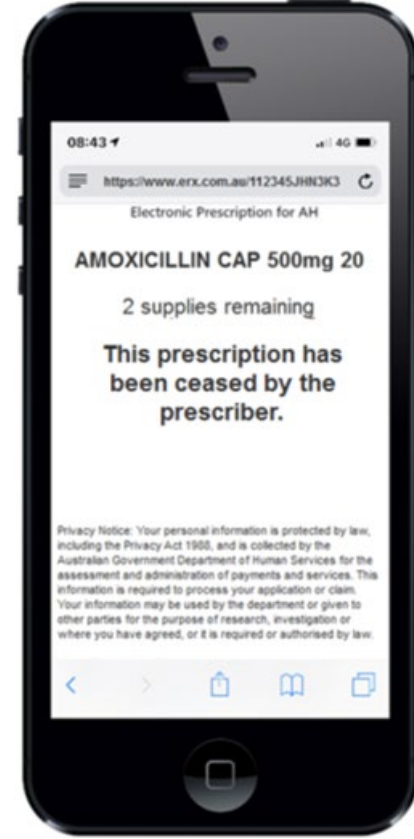 08:43
4G
https://www.erx.com.au/112345JHN3K3
Electronic Prescription for AH
AMOXICILLIN CAP 500mg 20
2 supplies remaining
This prescription has
been ceased by the
prescriber.
Privacy Notice: Your personal information is protected by law,
including the Privacy Act 1988, and is collected by the
Australian Government Department of Human Services for the
assessment and administration of payments and services. This
information is required to process your application or claim.
Your information may be used by the department or given to
other parties for the purpose of research, investigation or
where you have agreed, or it is required or authorised by law.